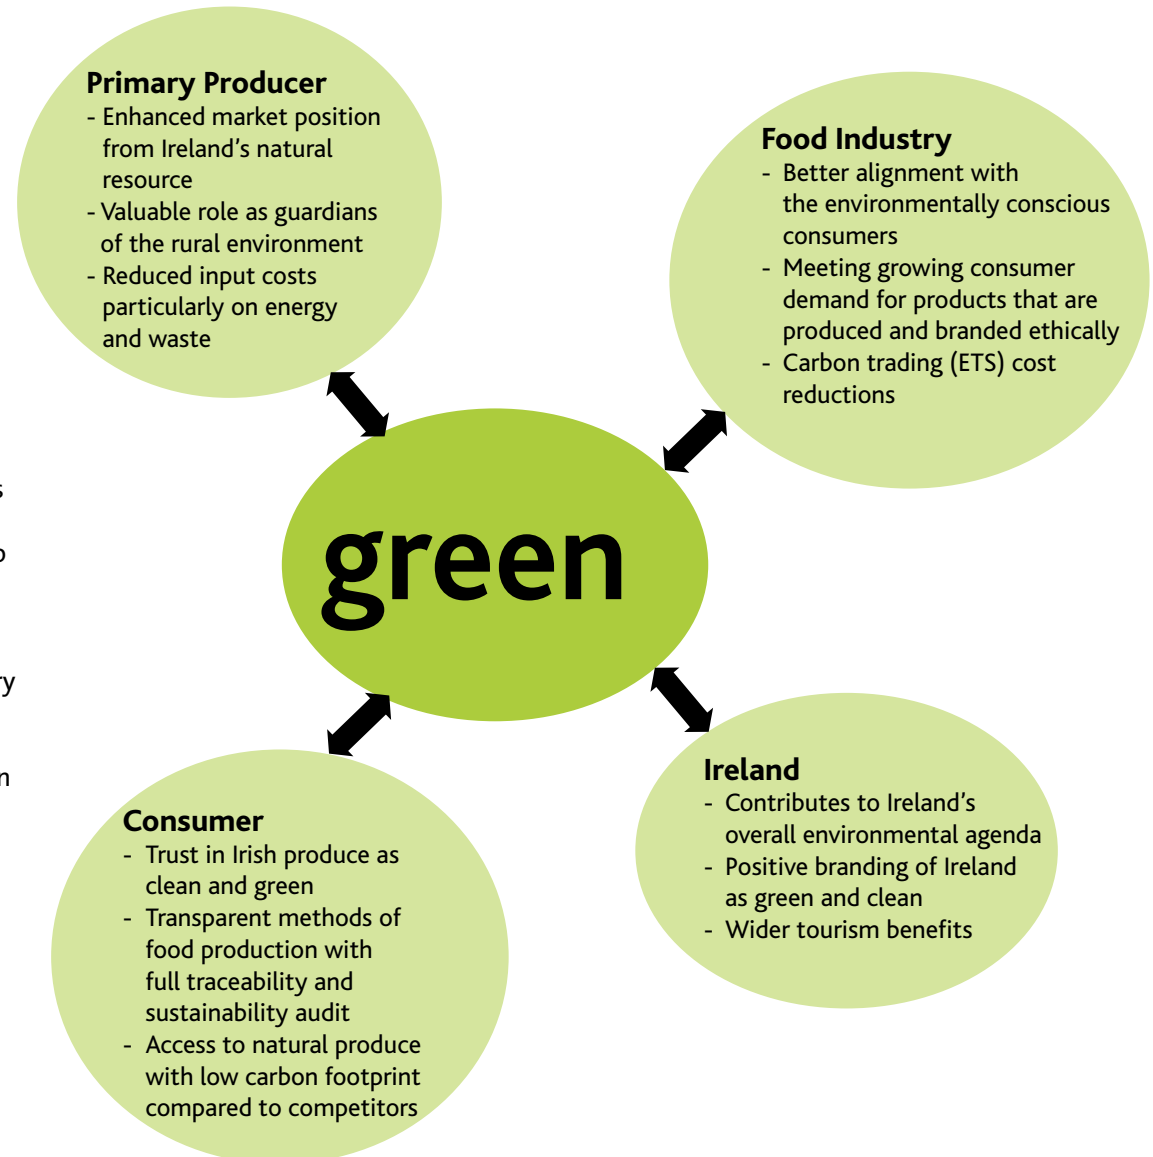 Primary Producer
- Enhanced market position
from Ireland's natural
resource
- Valuable role as guardians
of the rural environment
- Reduced input costs
particularly on energy
and waste
Food Industry
- Better alignment with
the environmentally conscious
consumers
- Meeting growing consumer
demand for products that are
produced and branded ethically
- Carbon trading (ETS) cost
reductions
green
Ireland
- Contributes to Ireland's
overall environmental agenda
- Positive branding of Ireland
as green and clean
- Wider tourism benefits
Consumer
- Trust in Irish produce as
clean and green
- Transparent methods of
food production with
full traceability and
sustainability audit
- Access to natural produce
with low carbon footprint
compared to competitors